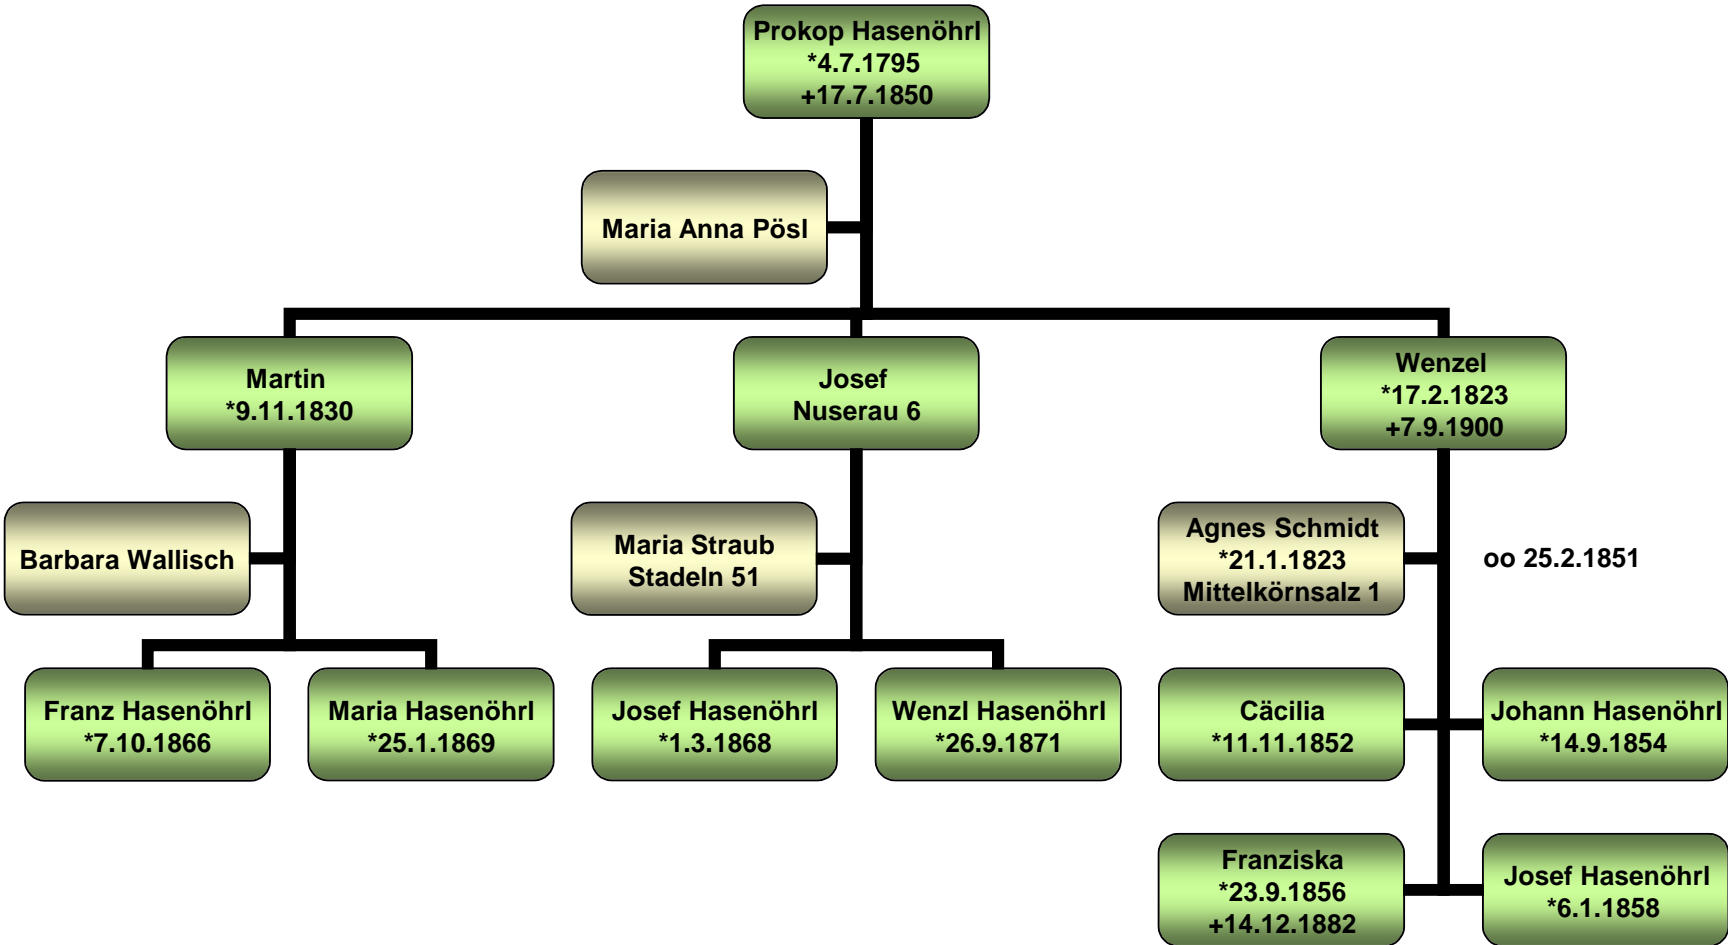 Prokop Hasenöhrl
*4.7.1795
+17.7.1850
Maria Anna Pösl
Martin
*9.11.1830
Josef
Nuserau 6
Wenzel
*17.2.1823
+7.9.1900
Barbara Wallisch
Maria Straub
Stadeln 51
Agnes Schmidt
*21.1.1823
Mittelkörnsalz 1
oo 25.2.1851
Franz Hasenöhrl
*7.10.1866
Maria Hasenöhrl
*25.1.1869
Josef Hasenöhrl
*1.3.1868
Wenzl Hasenöhrl
*26.9.1871
Cäcilia
*11.11.1852
Johann Hasenöhrl
*14.9.1854
Franziska
*23.9.1856
+14.12.1882
Josef Hasenöhrl
*6.1.1858